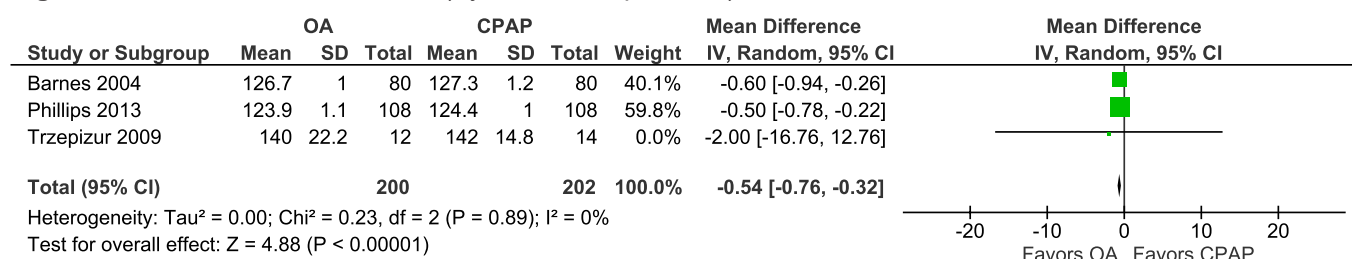 OA CPAP Mean Difference Mean Difference
Study or Subgroup Mean SD Total Mean SD Total Weight IV, Random, 95% CI IV, Random, 95% CI
Barnes 2004 126.7 1 80 127.3 1.2 80 40.1% -0.60 [-0.94, -0.26]
Phillips 2013 123.9 1.1 108 124.4 1 108 59.8% -0.50 [-0.78, -0.22]
Trzepizur 2009 140 22.2 12 142 14.8 14 0.0% -2.00 [-16.76, 12.76]
Total (95% CI) 200 202 100.0% -0.54 [-0.76, -0.32]
Heterogeneity: Tau² = 0.00; Chi² = 0.23, df = 2 (P = 0.89); I² = 0%
Test for overall effect: Z = 4.88 (P < 0.00001)
-20 -10 0 10 20
Favors OA Favors CPAP